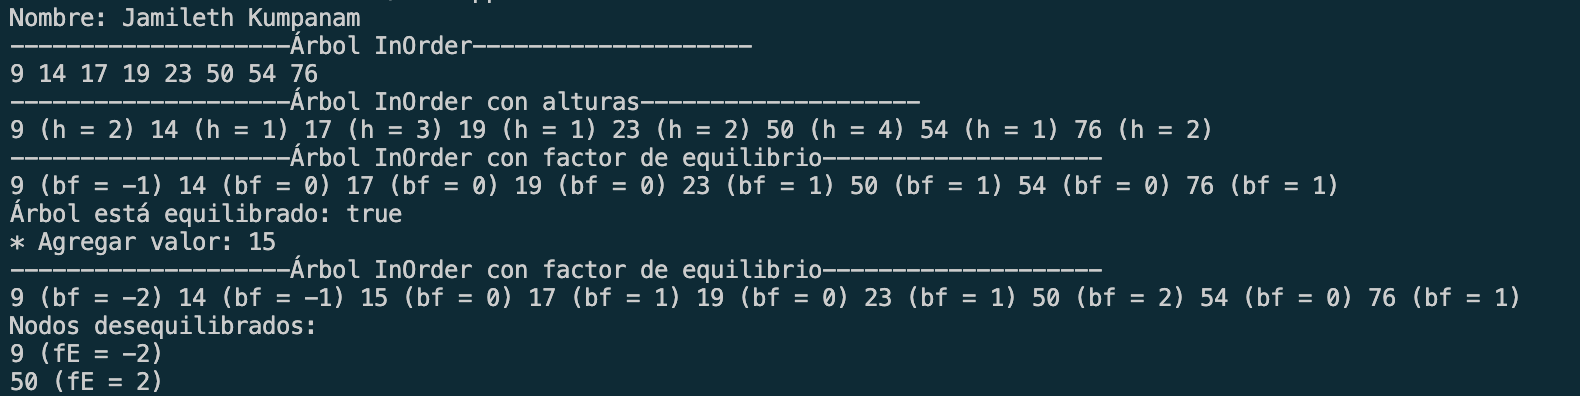 Nombre: Jamileth Kumpanam
--------------------Árbol InOrder--------------------
9 14 17 19 23 50 54 76
--------------------Árbol InOrder con alturas--------------------
9 (h = 2) 14 (h = 1) 17 (h = 3) 19 (h = 1) 23 (h = 2) 50 (h = 4) 54 (h = 1) 76 (h = 2)
--------------------Árbol InOrder con factor de equilibrio--------------------
9 (bf = -1) 14 (bf = 0) 17 (bf = 0) 19 (bf = 0) 23 (bf = 1) 50 (bf = 1) 54 (bf = 0) 76 (bf = 1)
Árbol está equilibrado: true
* Agregar valor: 15
--------------------Árbol InOrder con factor de equilibrio--------------------
9 (bf = -2) 14 (bf = -1) 15 (bf = 0) 17 (bf = 1) 19 (bf = 0) 23 (bf = 1) 50 (bf = 2) 54 (bf = 0) 76 (bf = 1)
Nodos desequilibrados:
9 (fE = -2)
50 (fE = 2)